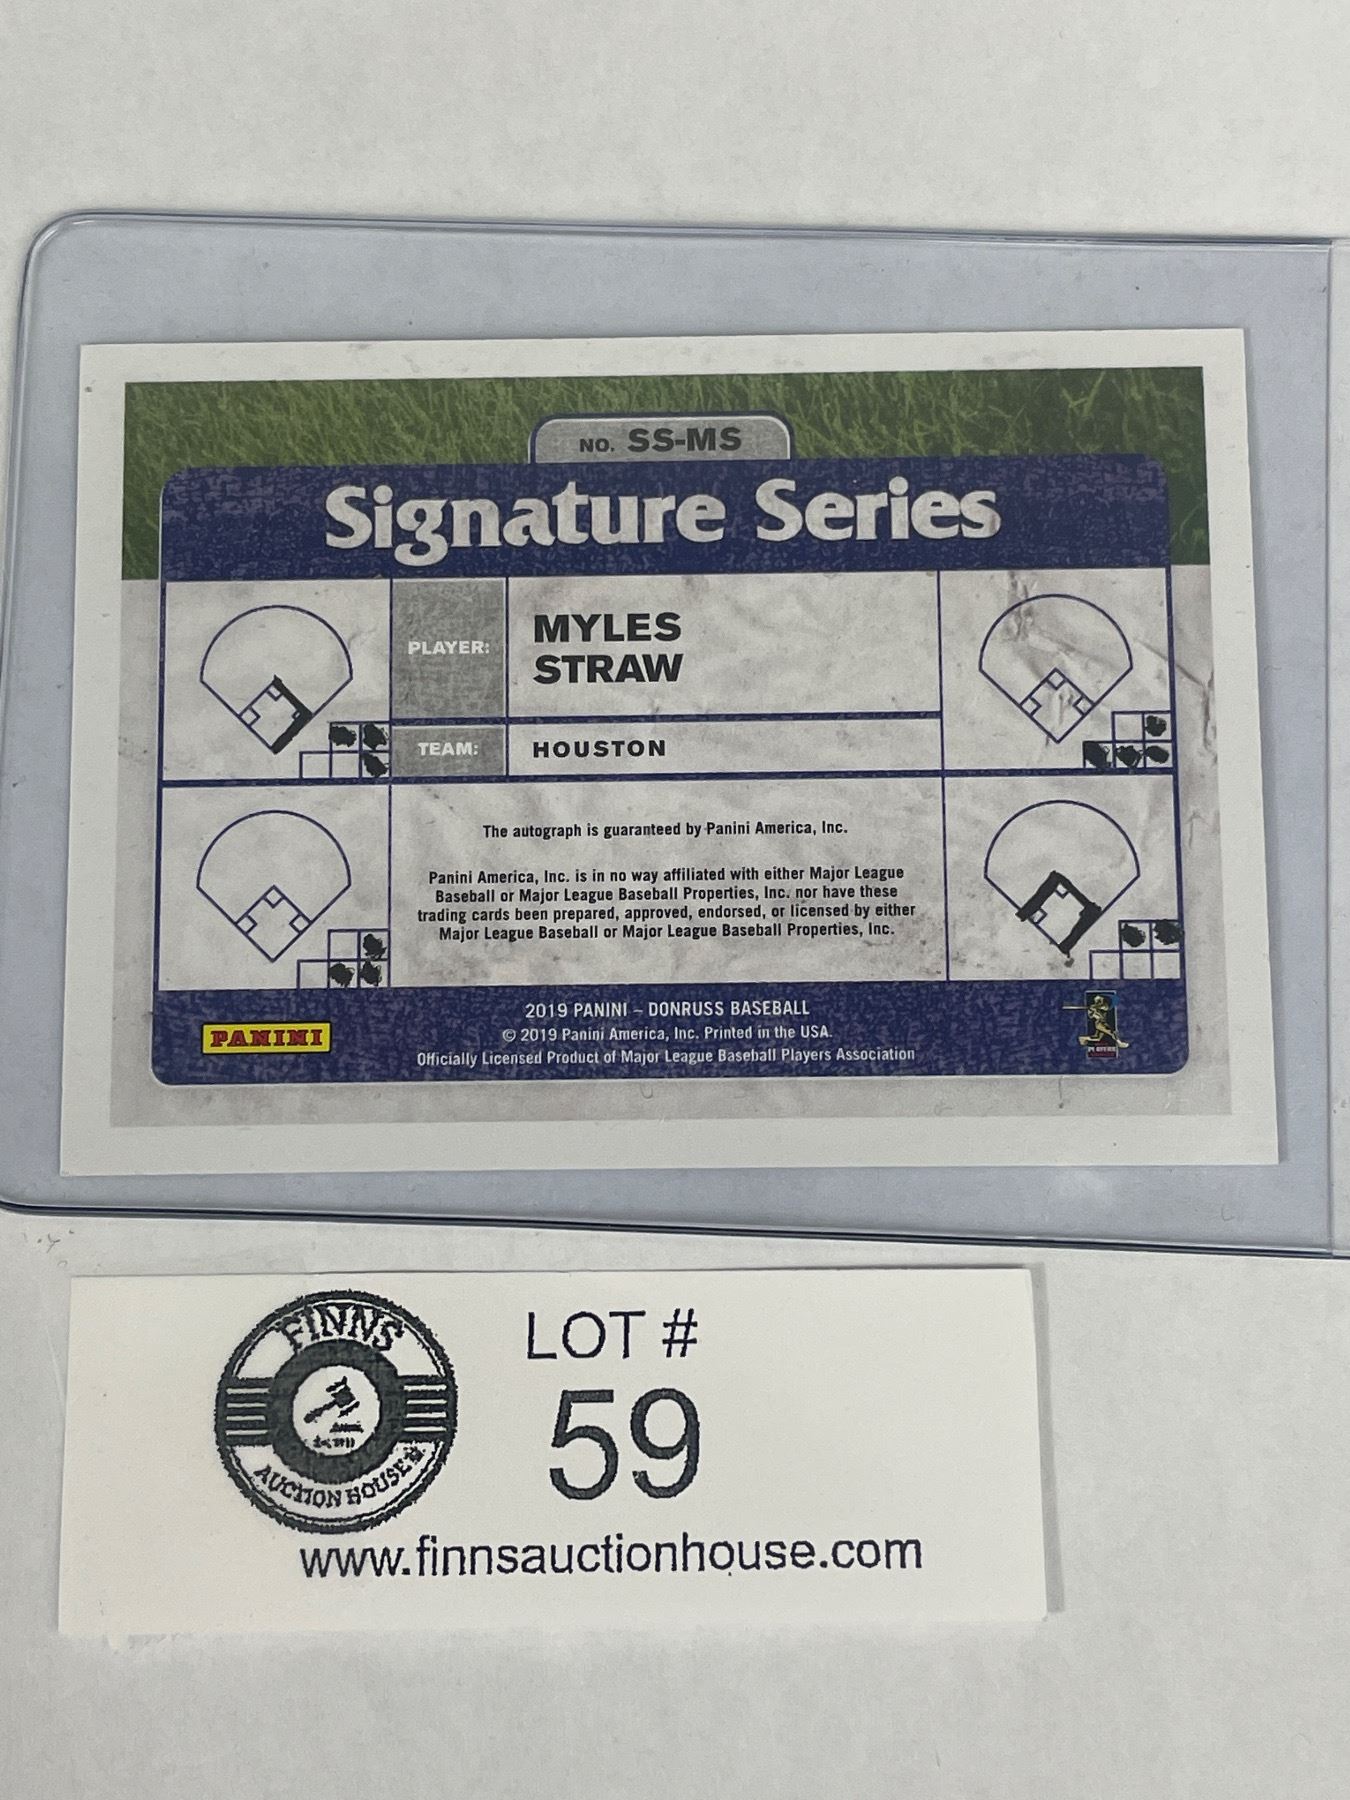 NO. SS-MS
Signature Series
PLAYER: MYLES
STRAW
TEAM: HOUSTON
The autograph is guaranteed by Panini America, Inc.
Panini America, Inc. is in no way affiliated with either Major League
Baseball or Major League Baseball Properties, Inc. nor have these
trading cards been prepared, approved, endorsed, or licensed by either
Major League Baseball or Major League Baseball Properties, Inc.
2019 PANINI – DONRUSS BASEBALL
© 2019 Panini America, Inc. Printed in the USA.
Officially Licensed Product of Major League Baseball Players Association
PANINI
PLAYERS
FINNS
AUCTION HOUSE
LOT #
59
www.finnsauctionhouse.com